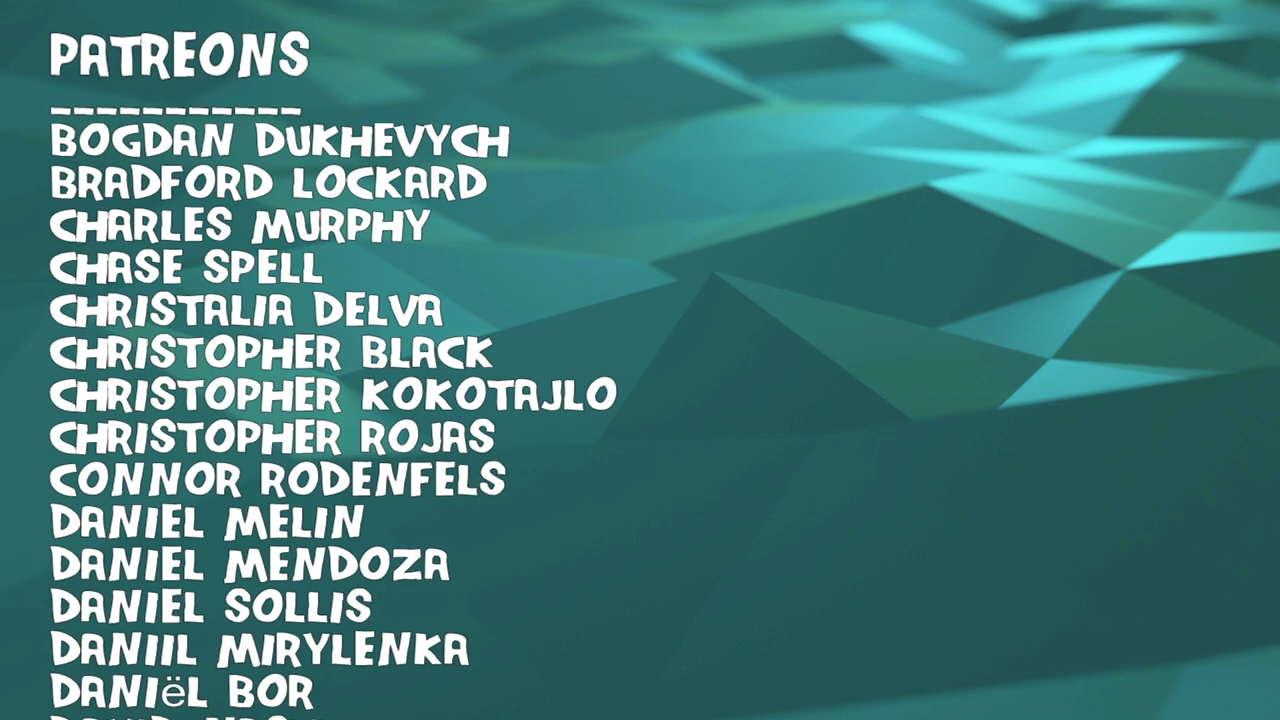 PATREONS
-----------
BOGDAN DUKHEVYCH
BRADFORD LOCKARD
CHARLES MURPHY
CHASE SPELL
CHRISTALIA DELVA
CHRISTOPHER BLACK
CHRISTOPHER KOKOTAJLO
CHRISTOPHER ROJAS
CONNOR RODENFELS
DANIEL MELIN
DANIEL MENDOZA
DANIEL SOLLIS
DANIIL MIRYLENKA
DANIëL BOR